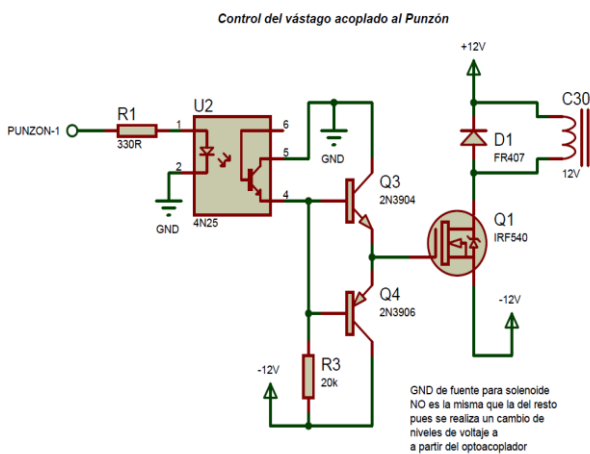 Control del vástago acoplado al Punzón
+12V
C30
12V
D1
FR407
U2
R1
330R
PUNZON-1
1
2
6
5
4
4N25
GND
GND
Q3
2N3904
Q1
IRF540
Q4
2N3906
-12V
R3
20k
-12V
GND de fuente para solenoide
NO es la misma que la del resto
pues se realiza un cambio de
niveles de voltaje a
a partir del optoacoplador